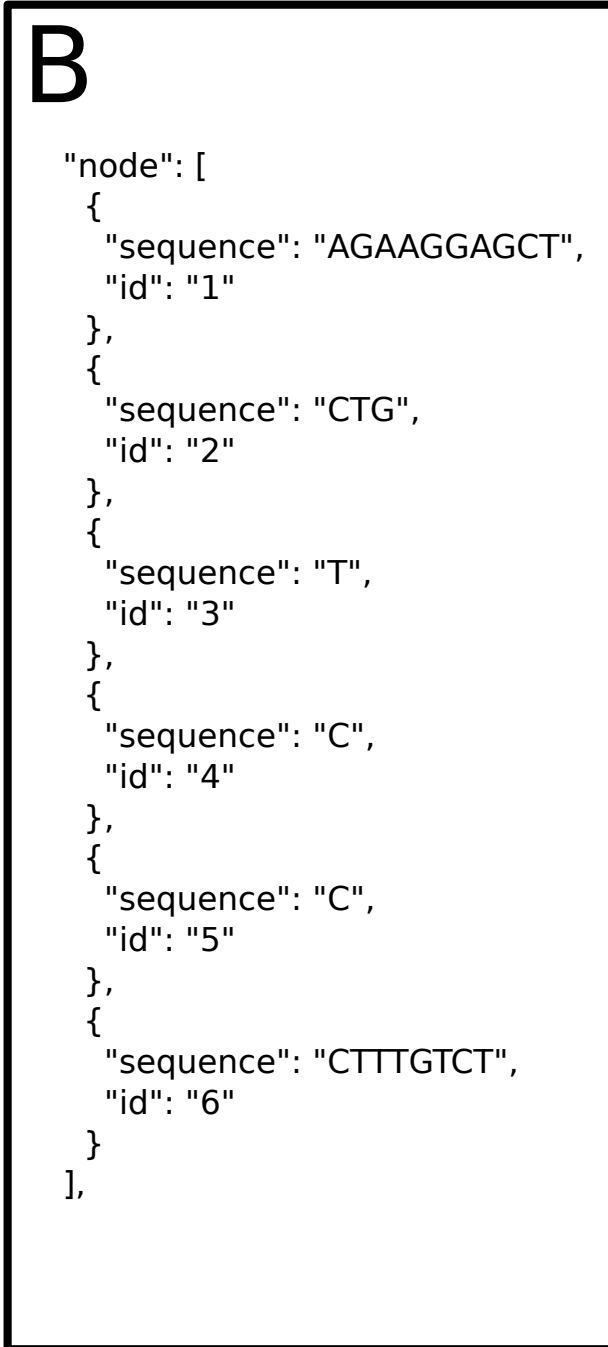 B
"node": [
{
"sequence": "AGAAGGAGCT",
"id": "1"
},
{
"sequence": "CTG",
"id": "2"
},
{
"sequence": "T",
"id": "3"
},
{
"sequence": "C",
"id": "4"
},
{
"sequence": "C",
"id": "5"
},
{
"sequence": "CTTTGTCT",
"id": "6"
}
],